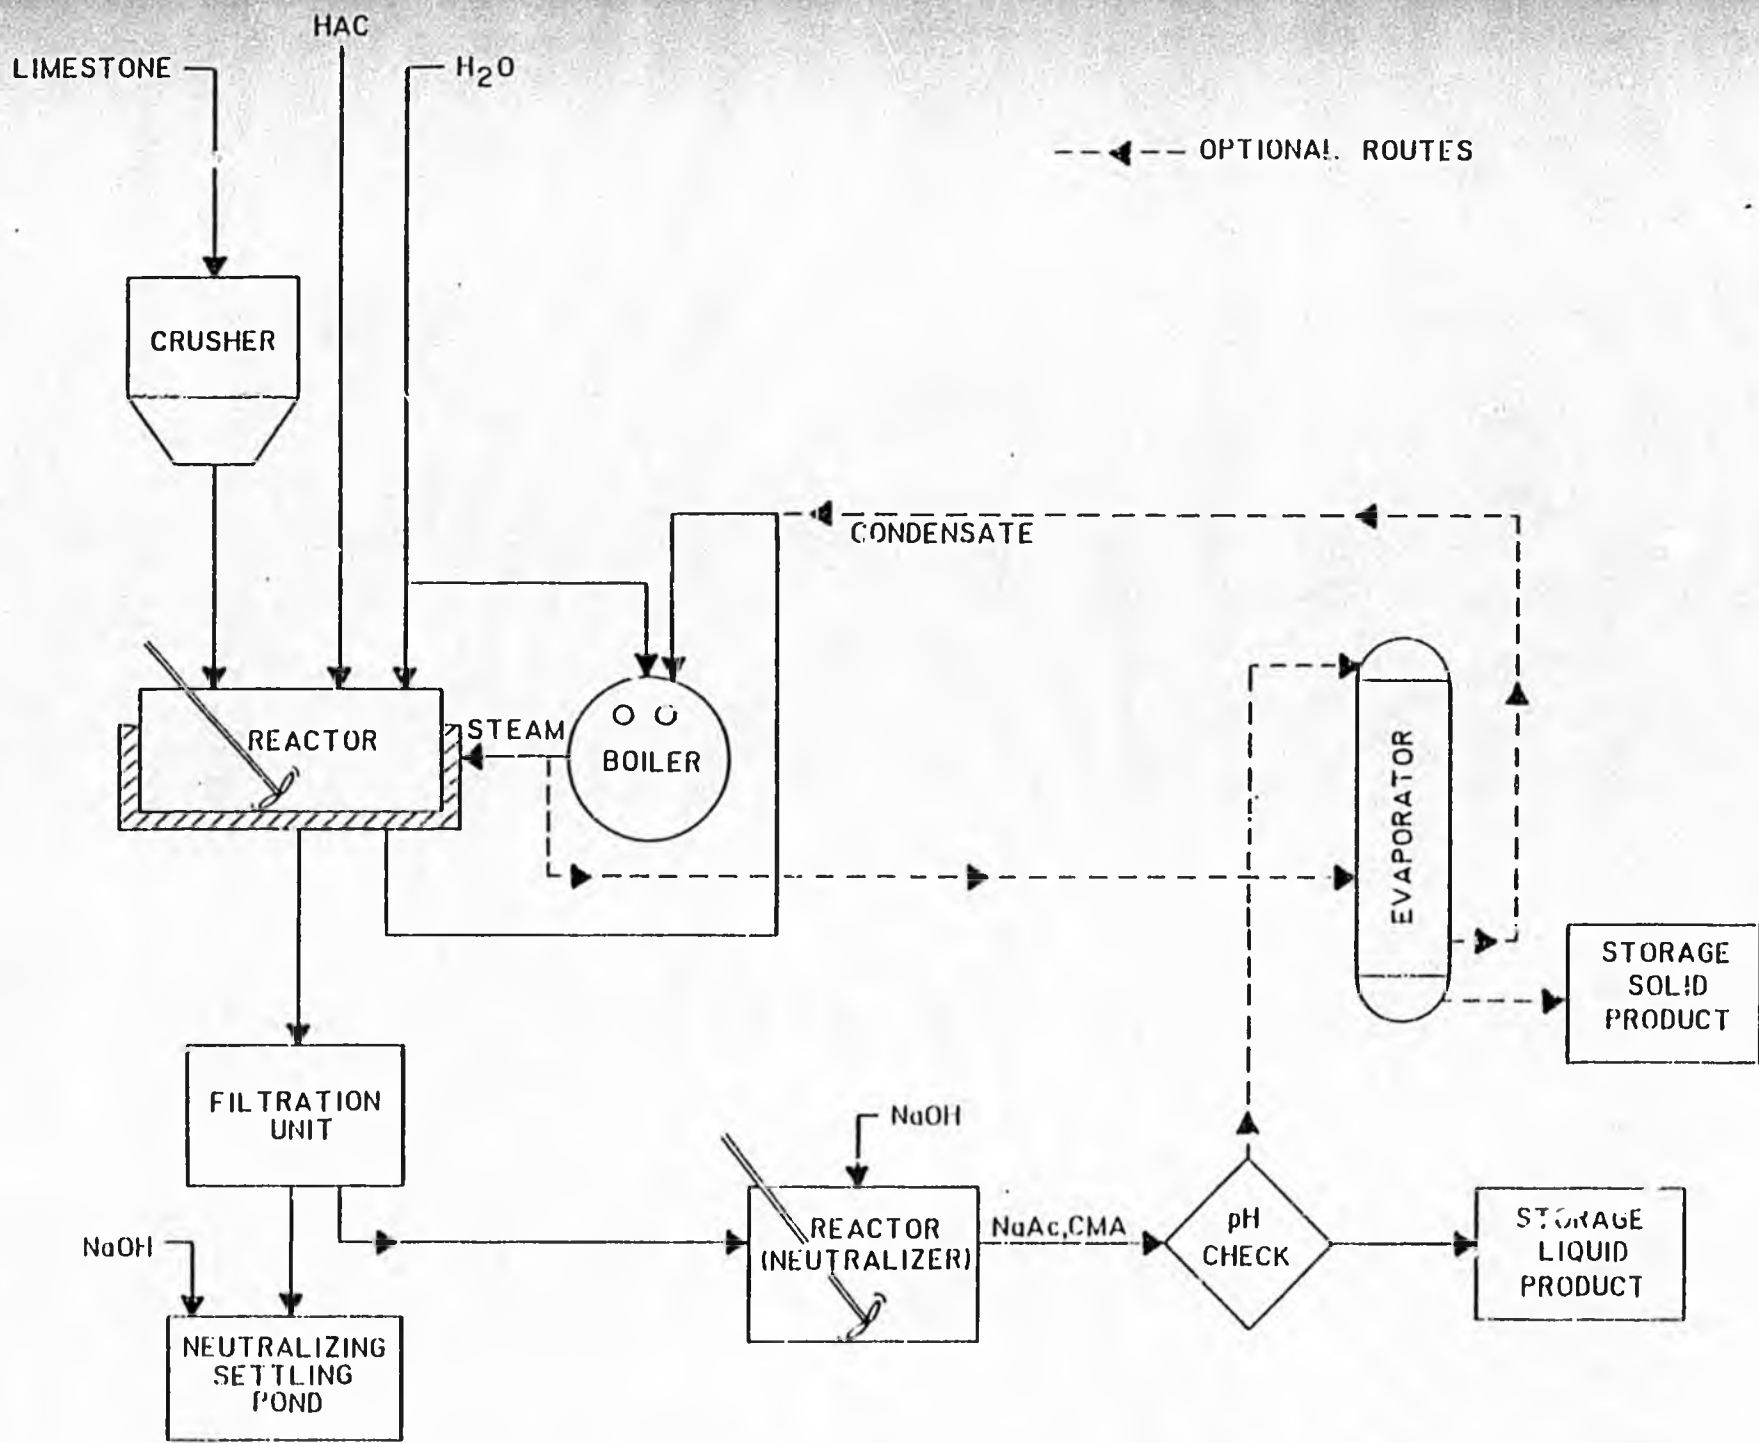 HAC
LIMESTONE
H2O
OPTIONAL ROUTES
CRUSHER
CONDENSATE
STEAM
REACTOR
BOILER
EVAPORATOR
STORAGE
SOLID
PRODUCT
FILTRATION
UNIT
NaOH
REACTOR
(NEUTRALIZER)
NaAc,CMA
pH
CHECK
STORAGE
LIQUID
PRODUCT
NaOH
NEUTRALIZING
SETTLING
POND